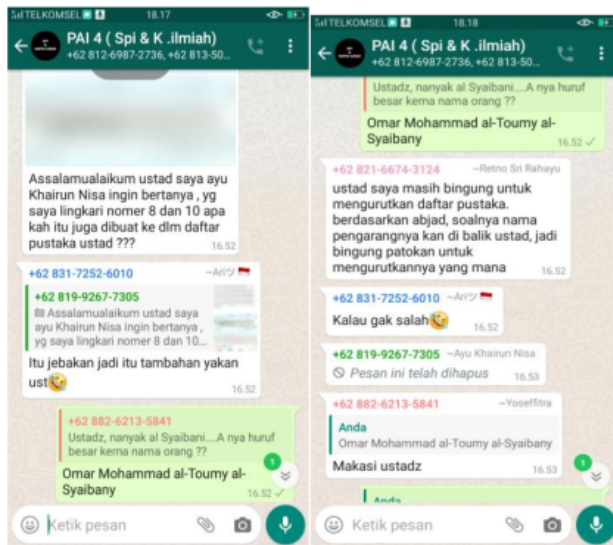 TELKOMSEL 18.17
PAI 4 ( Spi & K .ilmiah)
+62 812-6987-2736, +62 813-50...
Assalamualaikum ustad saya ayu
Khairun Nisa ingin bertanya , yg
saya lingkari nomer 8 dan 10 apa
kah itu juga dibuat ke dlm daftar
pustaka ustad ???
16.52
+62 831-7252-6010 ~Ariツ
+62 819-9267-7305
Assalamualaikum ustad saya
ayu Khairun Nisa ingin bertanya ,
yg saya lingkari nomer 8 dan 10...
Itu jebakan jadi itu tambahan yakan
ust
16.52
+62 882-6213-5841
Ustadz, nanyak al Syaibani....A nya huruf
besar kerna nama orang ??
Omar Mohammad al-Toumy al-
Syaibany
16.52
1
Ketik pesan
TELKOMSEL 18.18
PAI 4 ( Spi & K .ilmiah)
+62 812-6987-2736, +62 813-50...
Ustadz, nanyak al Syaibani....A nya huruf
besar kerna nama orang ??
Omar Mohammad al-Toumy al-
Syaibany
16.52
+62 821-6674-3124 ~Retno Sri Rahayu
ustad saya masih bingung untuk
mengurutkan daftar pustaka.
berdasarkan abjad, soalnya nama
pengarangnya kan di balik ustad, jadi
bingung patokan untuk
mengurutkannya yang mana
16.52
+62 831-7252-6010 ~Ariツ
Kalau gak salah
16.52
+62 819-9267-7305 ~Ayu Khairun Nisa
Pesan ini telah dihapus 16.53
+62 882-6213-5841 ~Yoseffitra
Anda
Omar Mohammad al-Toumy al-Syaibany
Makasi ustadz
16.53
1
Anda
Ketik pesan